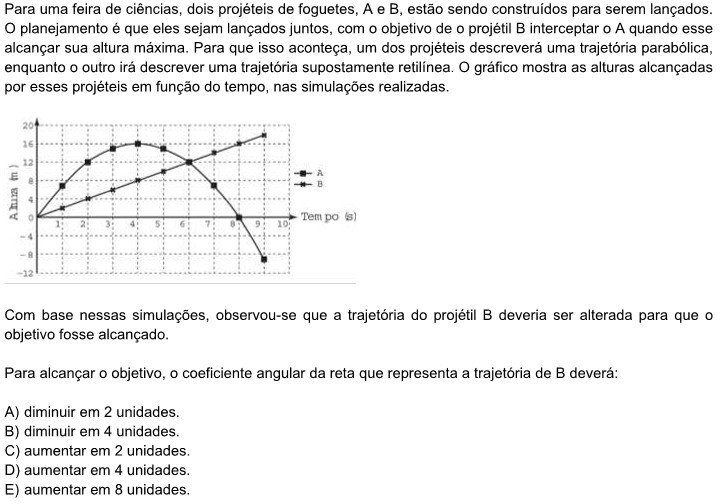 Para uma feira de ciências, dois projéteis de foguetes, A e B, estão sendo construídos para serem lançados.
O planejamento é que eles sejam lançados juntos, com o objetivo de o projétil B interceptar o A quando esse
alcançar sua altura máxima. Para que isso aconteça, um dos projéteis descreverá uma trajetória parabólica,
enquanto o outro irá descrever uma trajetória supostamente retilínea. O gráfico mostra as alturas alcançadas
por esses projéteis em função do tempo, nas simulações realizadas.
Altura (m)
20
16
12
8
4
0
−4
−8
−12
1 2 3 4 5 6 7 8 9 10
Tempo (s)
A
B
Com base nessas simulações, observou-se que a trajetória do projétil B deveria ser alterada para que o
objetivo fosse alcançado.
Para alcançar o objetivo, o coeficiente angular da reta que representa a trajetória de B deverá:
A) diminuir em 2 unidades.
B) diminuir em 4 unidades.
C) aumentar em 2 unidades.
D) aumentar em 4 unidades.
E) aumentar em 8 unidades.